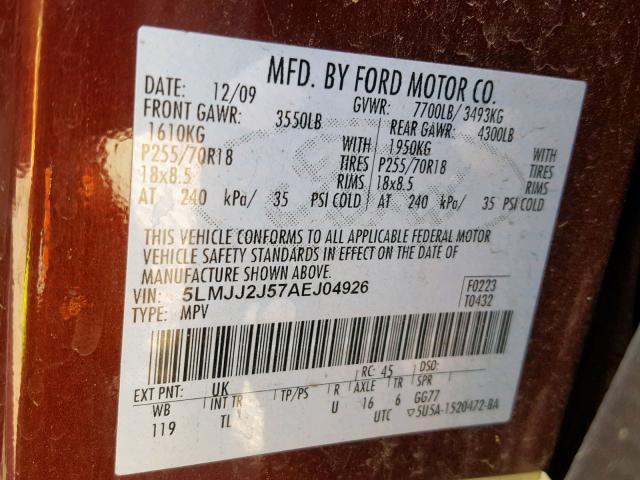 MFD. BY FORD MOTOR CO.
DATE: 12/09 GVWR: 7700LB/ 3493KG
FRONT GAWR: 3550LB REAR GAWR: 4300LB
1610KG WITH 1950KG WITH
P255/70R18 TIRES P255/70R18 TIRES
18x8.5 RIMS 18x8.5 RIMS
AT 240 kPa/ 35 PSI COLD AT 240 kPa/ 35 PSI COLD
THIS VEHICLE CONFORMS TO ALL APPLICABLE FEDERAL MOTOR
VEHICLE SAFETY STANDARDS IN EFFECT ON THE DATE OF
MANUFACTURE SHOWN ABOVE.
VIN: 5LMJJ2J57AEJ04926 F0223
TYPE: MPV T0432
EXT PNT: UK RC: 45 DSO:
WB INT TR TP/PS R AXLE TR SPR
119 TL U 16 6 GG77
UTC ▽5U5A-1520472-BA